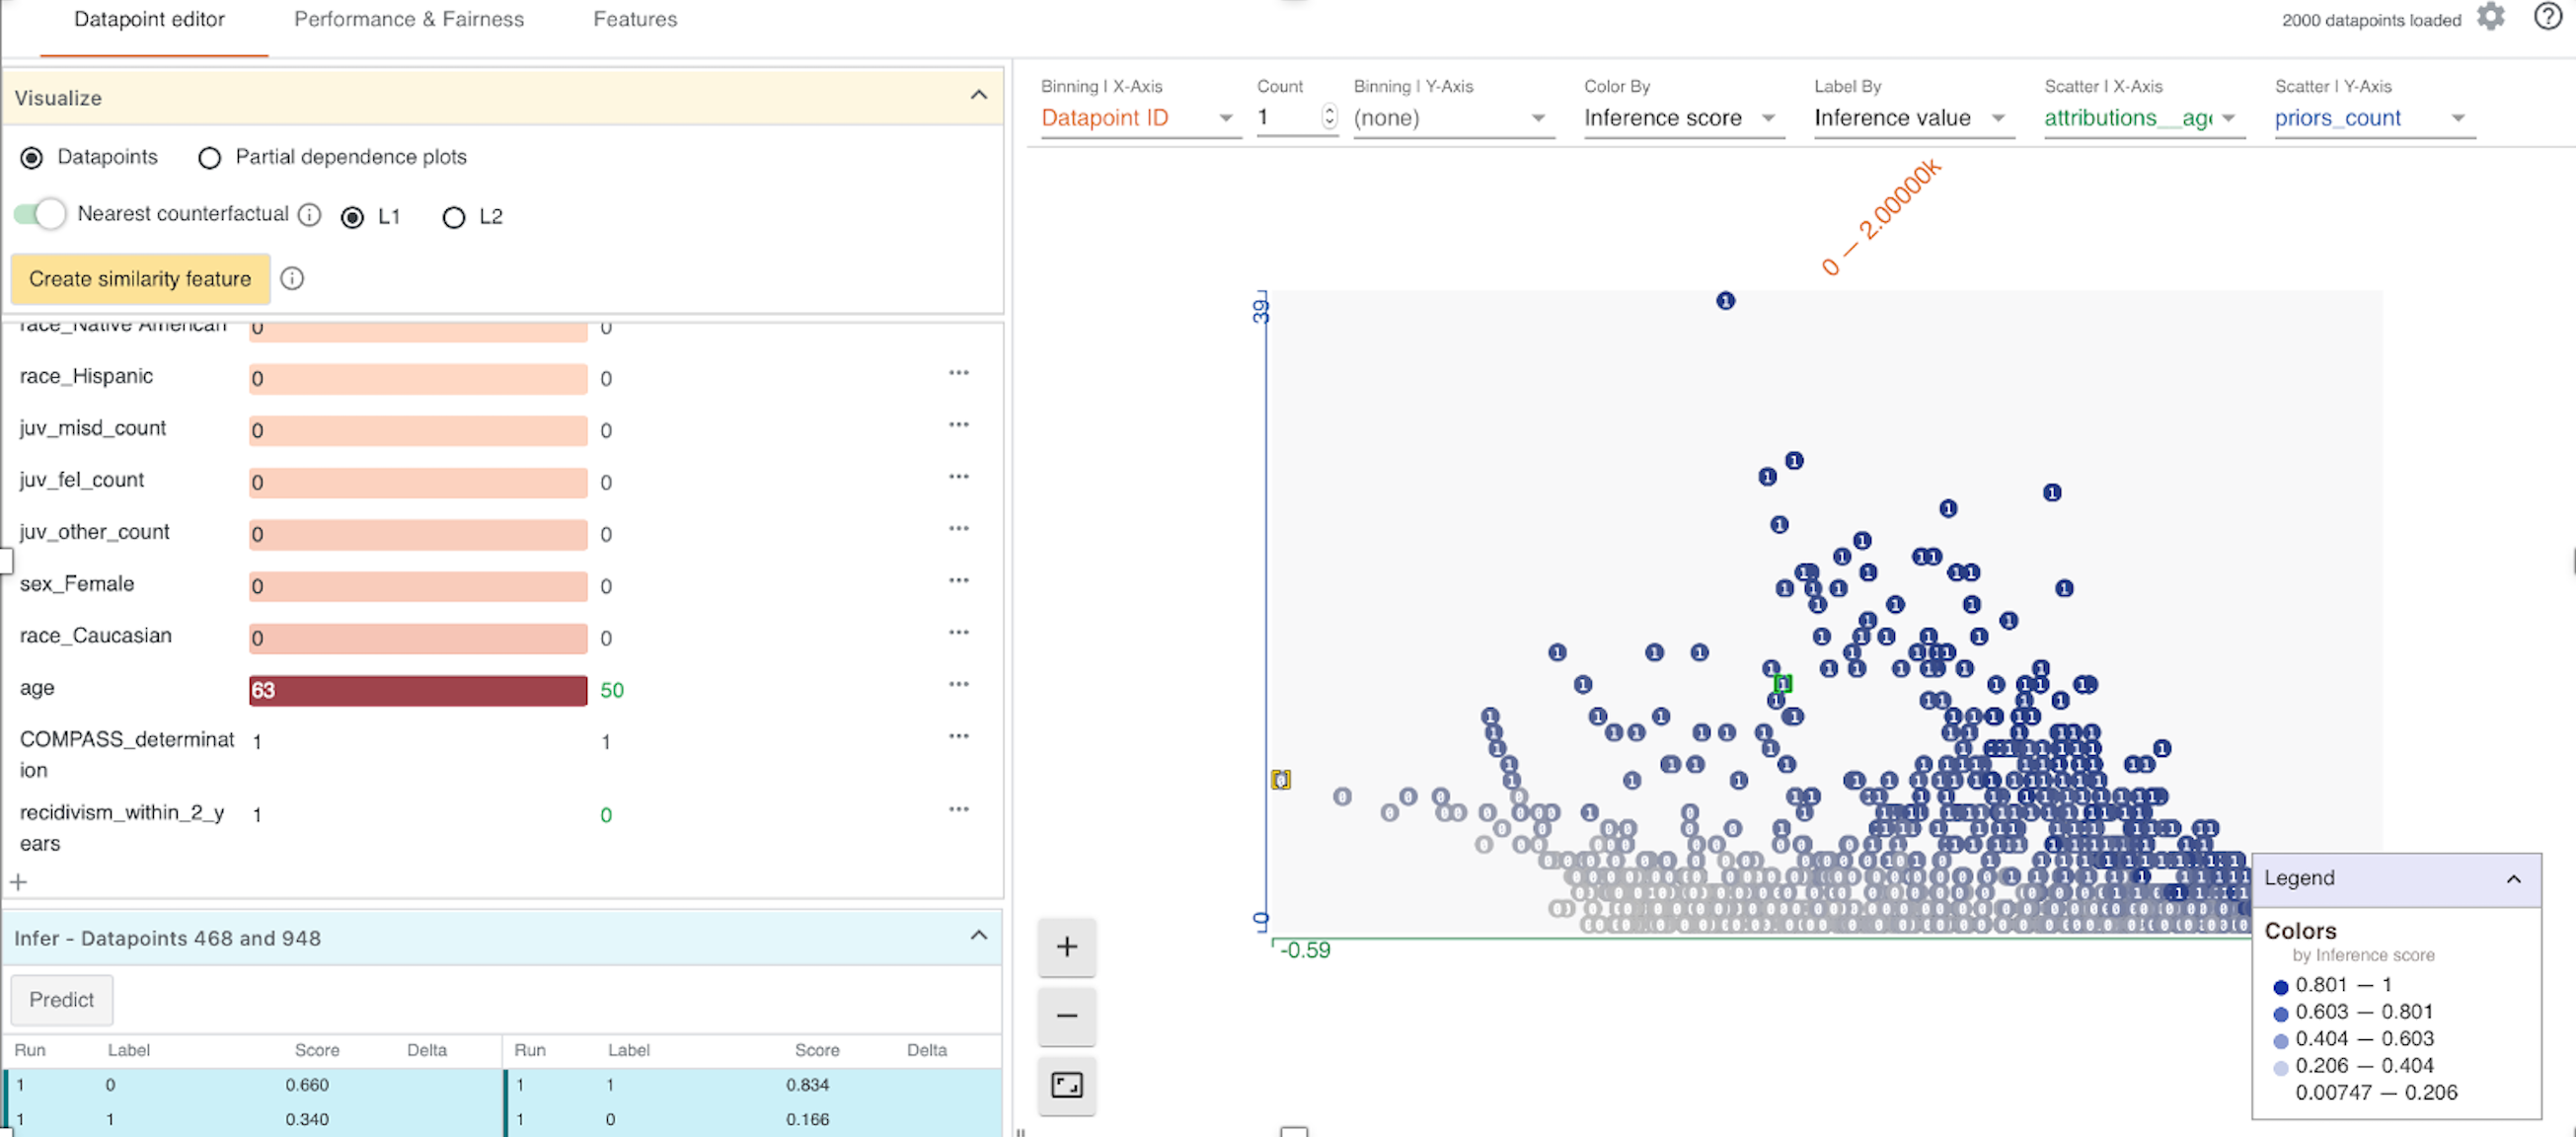 Datapoint editor
Performance & Fairness
Features
2000 datapoints loaded
Visualize
Datapoints
Partial dependence plots
Nearest counterfactual
L1
L2
Create similarity feature
race_Native American 0 0
race_Hispanic 0 0 ...
juv_misd_count 0 0 ...
juv_fel_count 0 0 ...
juv_other_count 0 0 ...
sex_Female 0 0 ...
race_Caucasian 0 0 ...
age 63 50 ...
COMPASS_determinat
ion
1 1 ...
recidivism_within_2_y
ears
1 0 ...
+
Infer - Datapoints 468 and 948
Predict
Run Label Score Delta Run Label Score Delta
1 0 0.660 1 1 0.834
1 1 0.340 1 0 0.166
Binning | X-Axis
Datapoint ID
Count
1
Binning | Y-Axis
(none)
Color By
Inference score
Label By
Inference value
Scatter | X-Axis
attributions__ag
Scatter | Y-Axis
priors_count
0 — 2.00000k
39
0
-0.59
+
−
Legend
Colors
by Inference score
0.801 — 1
0.603 — 0.801
0.404 — 0.603
0.206 — 0.404
0.00747 — 0.206